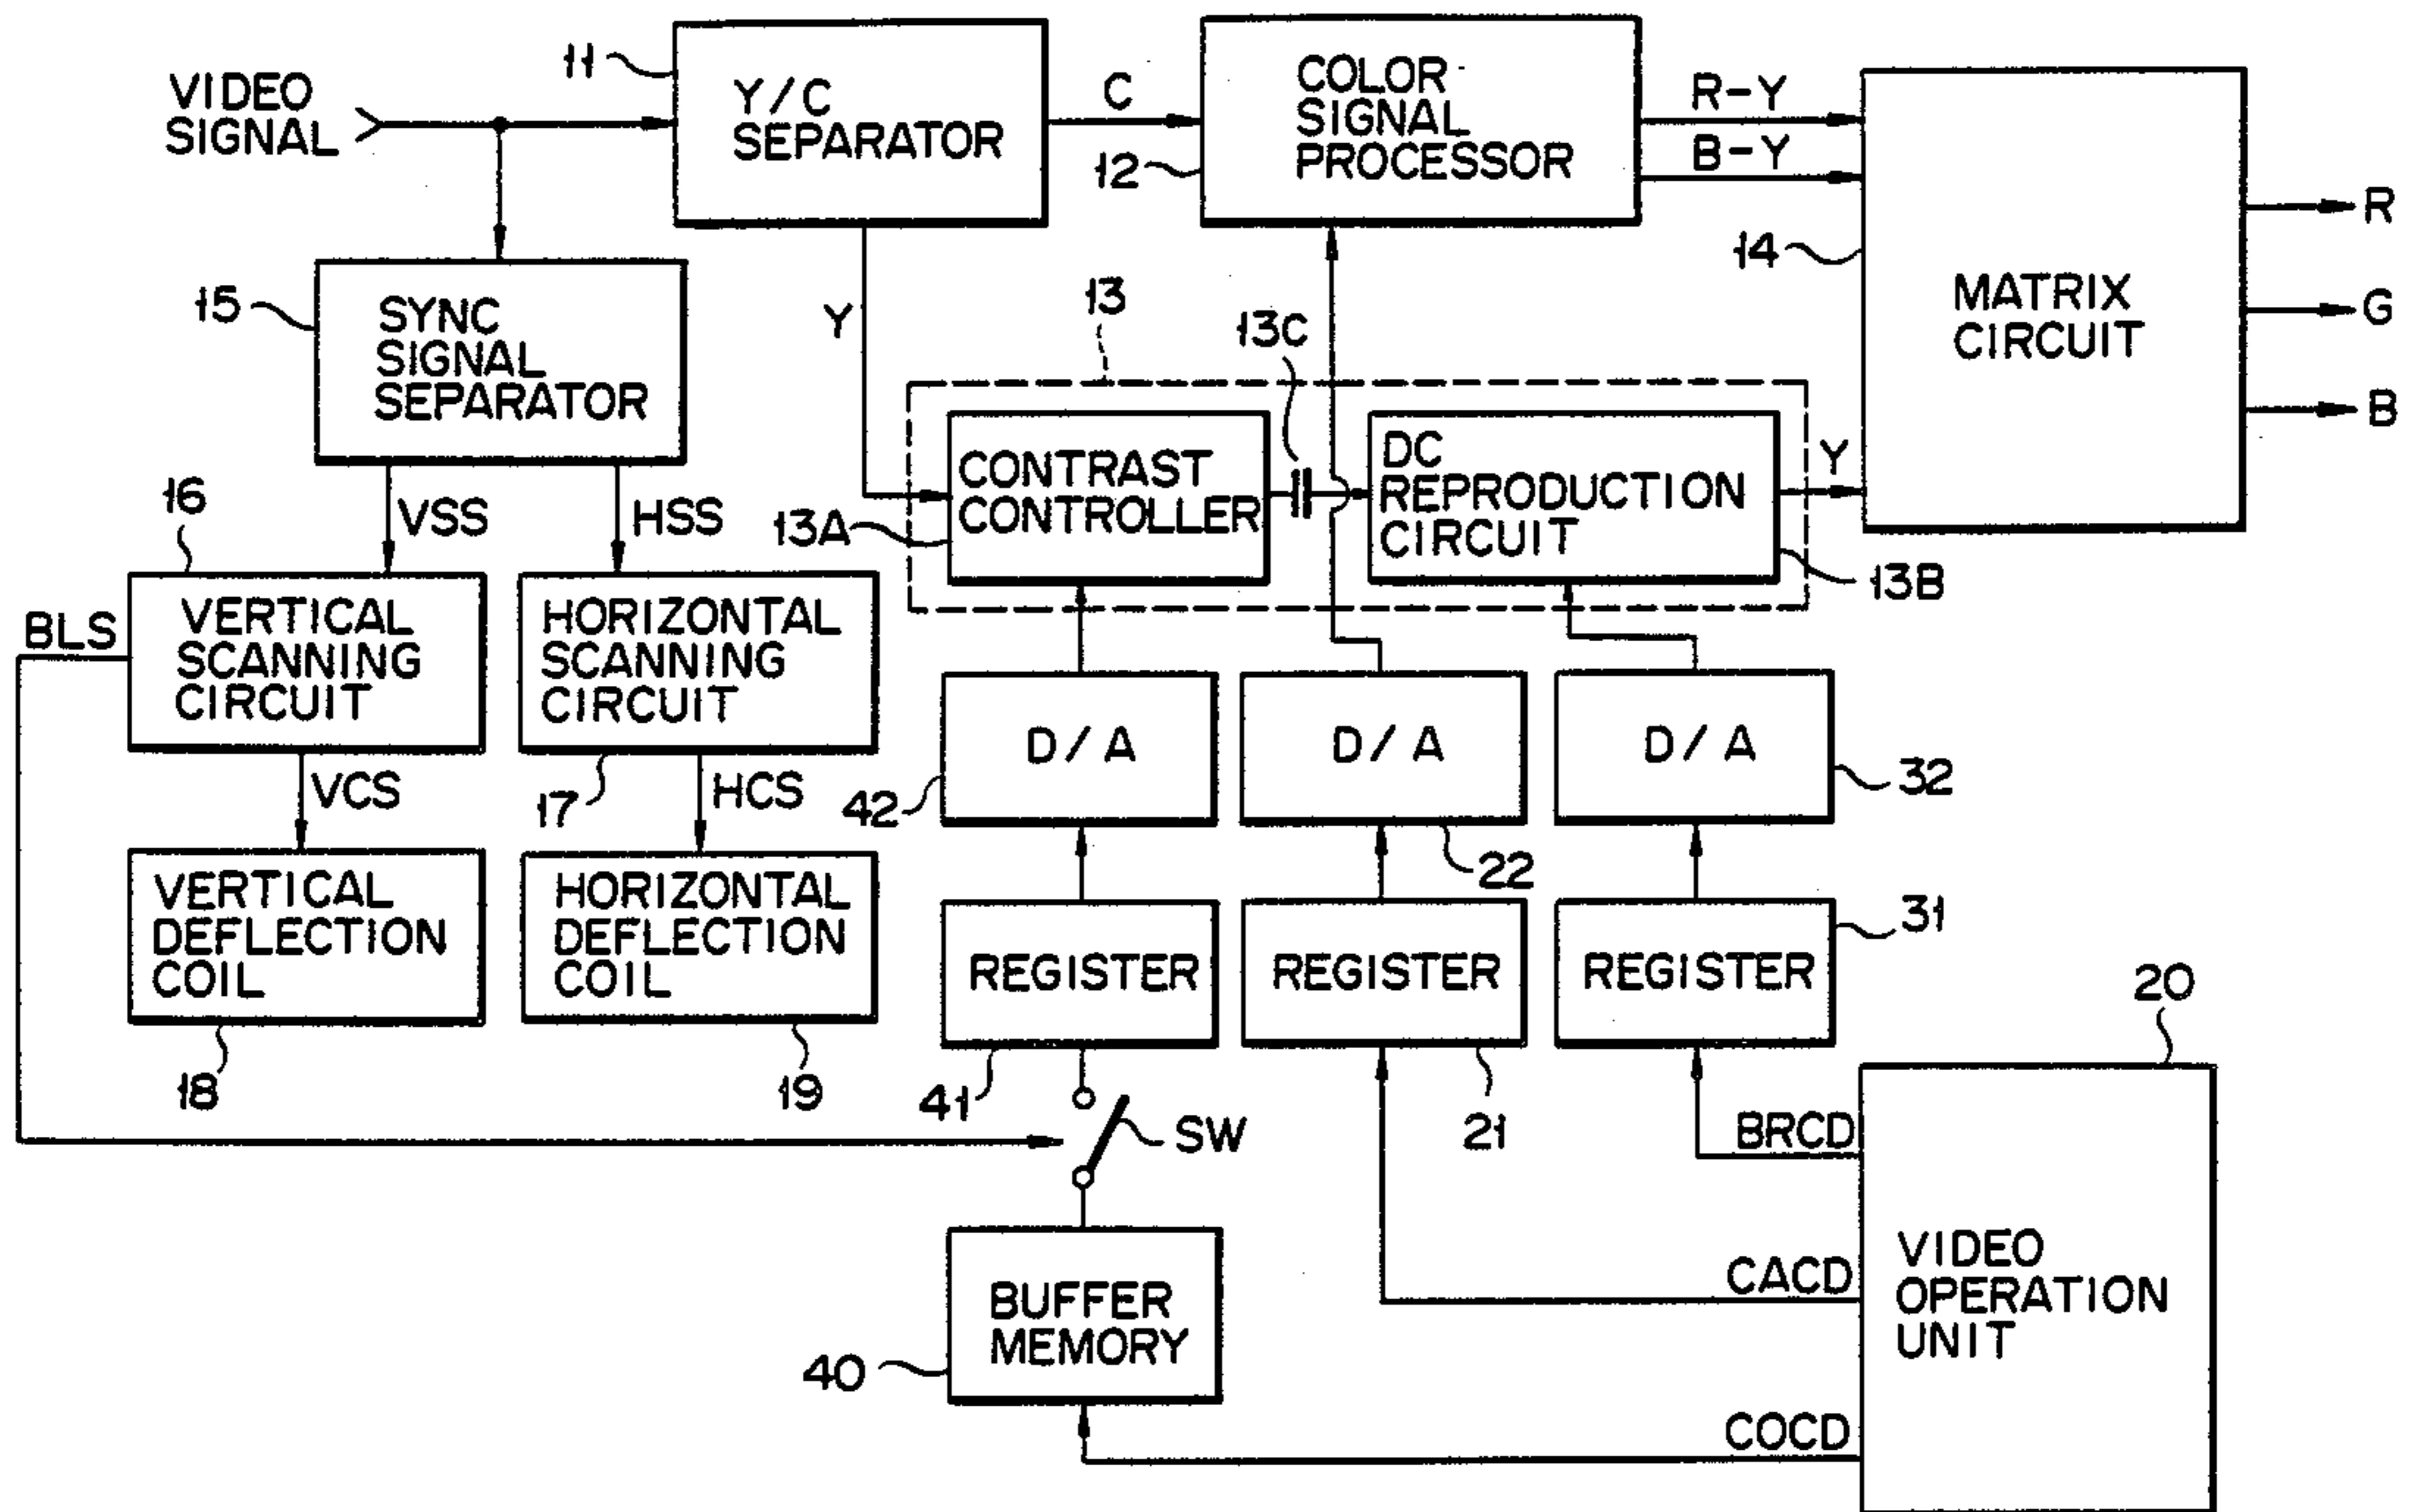 VIDEO
SIGNAL
11
Y/C
SEPARATOR
C
12
COLOR
SIGNAL
PROCESSOR
R-Y
B-Y
14
MATRIX
CIRCUIT
R
G
B
15
SYNC
SIGNAL
SEPARATOR
Y
13
13C
13A
CONTRAST
CONTROLLER
DC
REPRODUCTION
CIRCUIT
Y
13B
16
VSS
HSS
BLS
VERTICAL
SCANNING
CIRCUIT
HORIZONTAL
SCANNING
CIRCUIT
17
VCS
HCS
42
D/A
D/A
22
D/A
32
VERTICAL
DEFLECTION
COIL
18
HORIZONTAL
DEFLECTION
COIL
19
REGISTER
41
REGISTER
21
REGISTER
31
SW
BUFFER
MEMORY
40
20
BRCD
CACD
COCD
VIDEO
OPERATION
UNIT